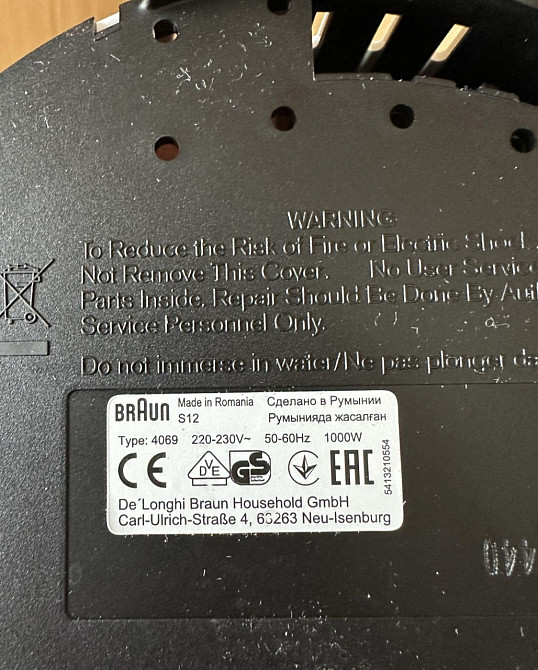 WARNING
To Reduce the Risk of Fire or Electric Shock,
Not Remove This Cover. No User Service
Parts Inside. Repair Should Be Done By Aut
Service Personnel Only.
Do not immerse in water/Ne pas plonger da
BRAUN Made in Romania Сделано в Румынии
S12 Румынияда жасалған
Type: 4069 220-230V~ 50-60Hz 1000W
CE VDE GS EAC
5413210554
De´Longhi Braun Household GmbH
Carl-Ulrich-Straße 4, 63263 Neu-Isenburg